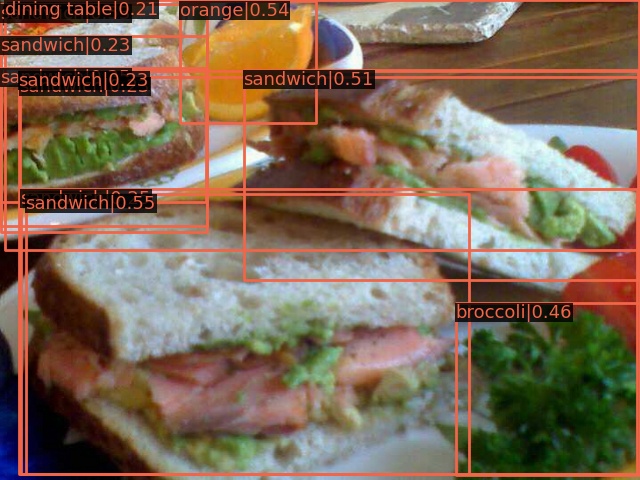 dining table|0.21
orange|0.54
sandwich|0.23
sandwich|0.23
sandwich|0.51
sandwich|0.55
broccoli|0.46